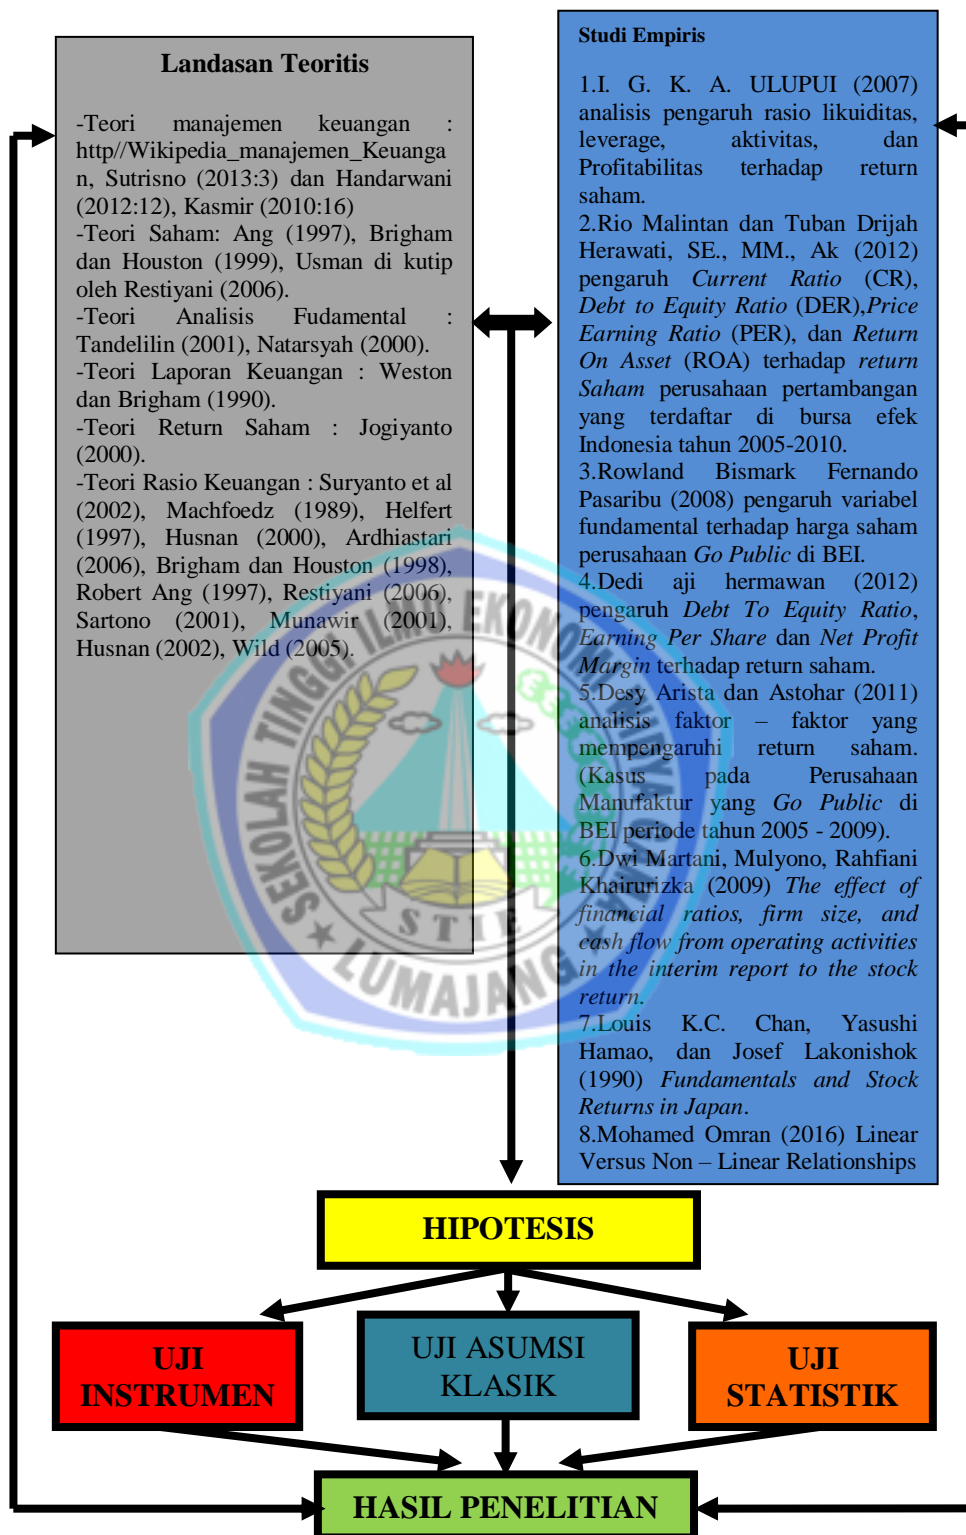 Landasan Teoritis
-Teori manajemen keuangan :
http//Wikipedia_manajemen_Keuanga
n, Sutrisno (2013:3) dan Handarwani
(2012:12), Kasmir (2010:16)
-Teori Saham: Ang (1997), Brigham
dan Houston (1999), Usman di kutip
oleh Restiyani (2006).
-Teori Analisis Fudamental :
Tandelilin (2001), Natarsyah (2000).
-Teori Laporan Keuangan : Weston
dan Brigham (1990).
-Teori Return Saham : Jogiyanto
(2000).
-Teori Rasio Keuangan : Suryanto et al
(2002), Machfoedz (1989), Helfert
(1997), Husnan (2000), Ardhiastari
(2006), Brigham dan Houston (1998),
Robert Ang (1997), Restiyani (2006),
Sartono (2001), Munawir (2001),
Husnan (2002), Wild (2005).
Studi Empiris
1.I. G. K. A. ULUPUI (2007)
analisis pengaruh rasio likuiditas,
leverage, aktivitas, dan
Profitabilitas terhadap return
saham.
2.Rio Malintan dan Tuban Drijah
Herawati, SE., MM., Ak (2012)
pengaruh Current Ratio (CR),
Debt to Equity Ratio (DER),Price
Earning Ratio (PER), dan Return
On Asset (ROA) terhadap return
Saham perusahaan pertambangan
yang terdaftar di bursa efek
Indonesia tahun 2005-2010.
3.Rowland Bismark Fernando
Pasaribu (2008) pengaruh variabel
fundamental terhadap harga saham
perusahaan Go Public di BEI.
4.Dedi aji hermawan (2012)
pengaruh Debt To Equity Ratio,
Earning Per Share dan Net Profit
Margin terhadap return saham.
5.Desy Arista dan Astohar (2011)
analisis faktor – faktor yang
mempengaruhi return saham.
(Kasus pada Perusahaan
Manufaktur yang Go Public di
BEI periode tahun 2005 - 2009).
6.Dwi Martani, Mulyono, Rahfiani
Khairurizka (2009) The effect of
financial ratios, firm size, and
cash flow from operating activities
in the interim report to the stock
return.
7.Louis K.C. Chan, Yasushi
Hamao, dan Josef Lakonishok
(1990) Fundamentals and Stock
Returns in Japan.
8.Mohamed Omran (2016) Linear
Versus Non – Linear Relationships
SEKOLAH TINGGI ILMU EKONOMI WIDYA GAMA
STIE
LUMAJANG
HIPOTESIS
UJI
INSTRUMEN
UJI ASUMSI
KLASIK
UJI
STATISTIK
HASIL PENELITIAN